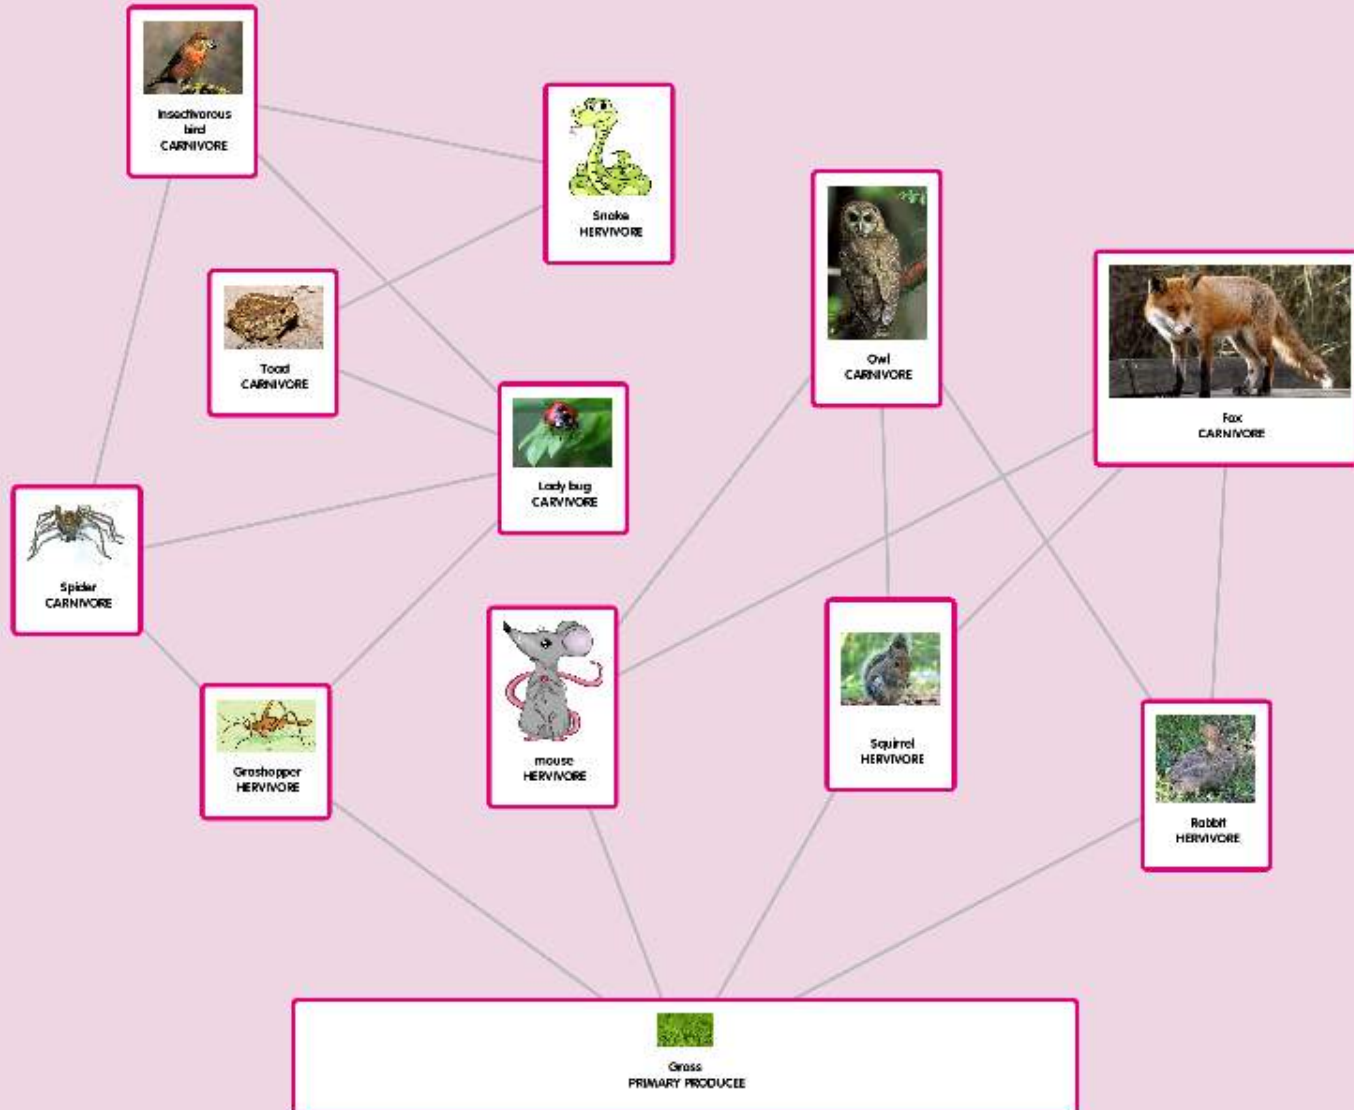 Insectivorous
bird
CARNIVORE
Snake
HERVIVORE
Owl
CARNIVORE
Toad
CARNIVORE
Fox
CARNIVORE
Lady bug
CARVIVORE
Spider
CARNIVORE
mouse
HERVIVORE
Squirrel
HERVIVORE
Grashopper
HERVIVORE
Rabbit
HERVIVORE
Grass
PRIMARY PRODUCEE